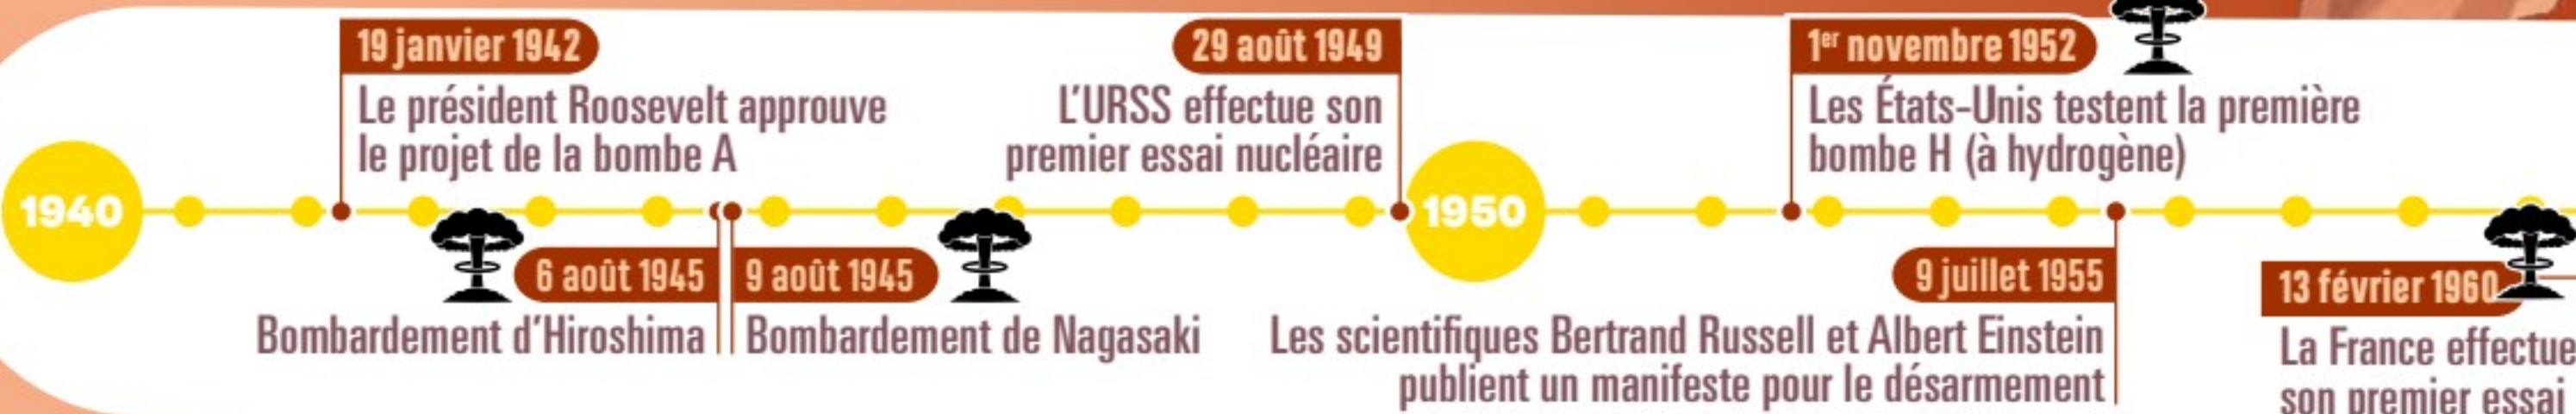 19 janvier 1942
Le président Roosevelt approuve
le projet de la bombe A
29 août 1949
L'URSS effectue son
premier essai nucléaire
1er novembre 1952
Les États-Unis testent la première
bombe H (à hydrogène)
1940
1950
6 août 1945
Bombardement d'Hiroshima
9 août 1945
Bombardement de Nagasaki
9 juillet 1955
Les scientifiques Bertrand Russell et Albert Einstein
publient un manifeste pour le désarmement
13 février 1960
La France effectue
son premier essai